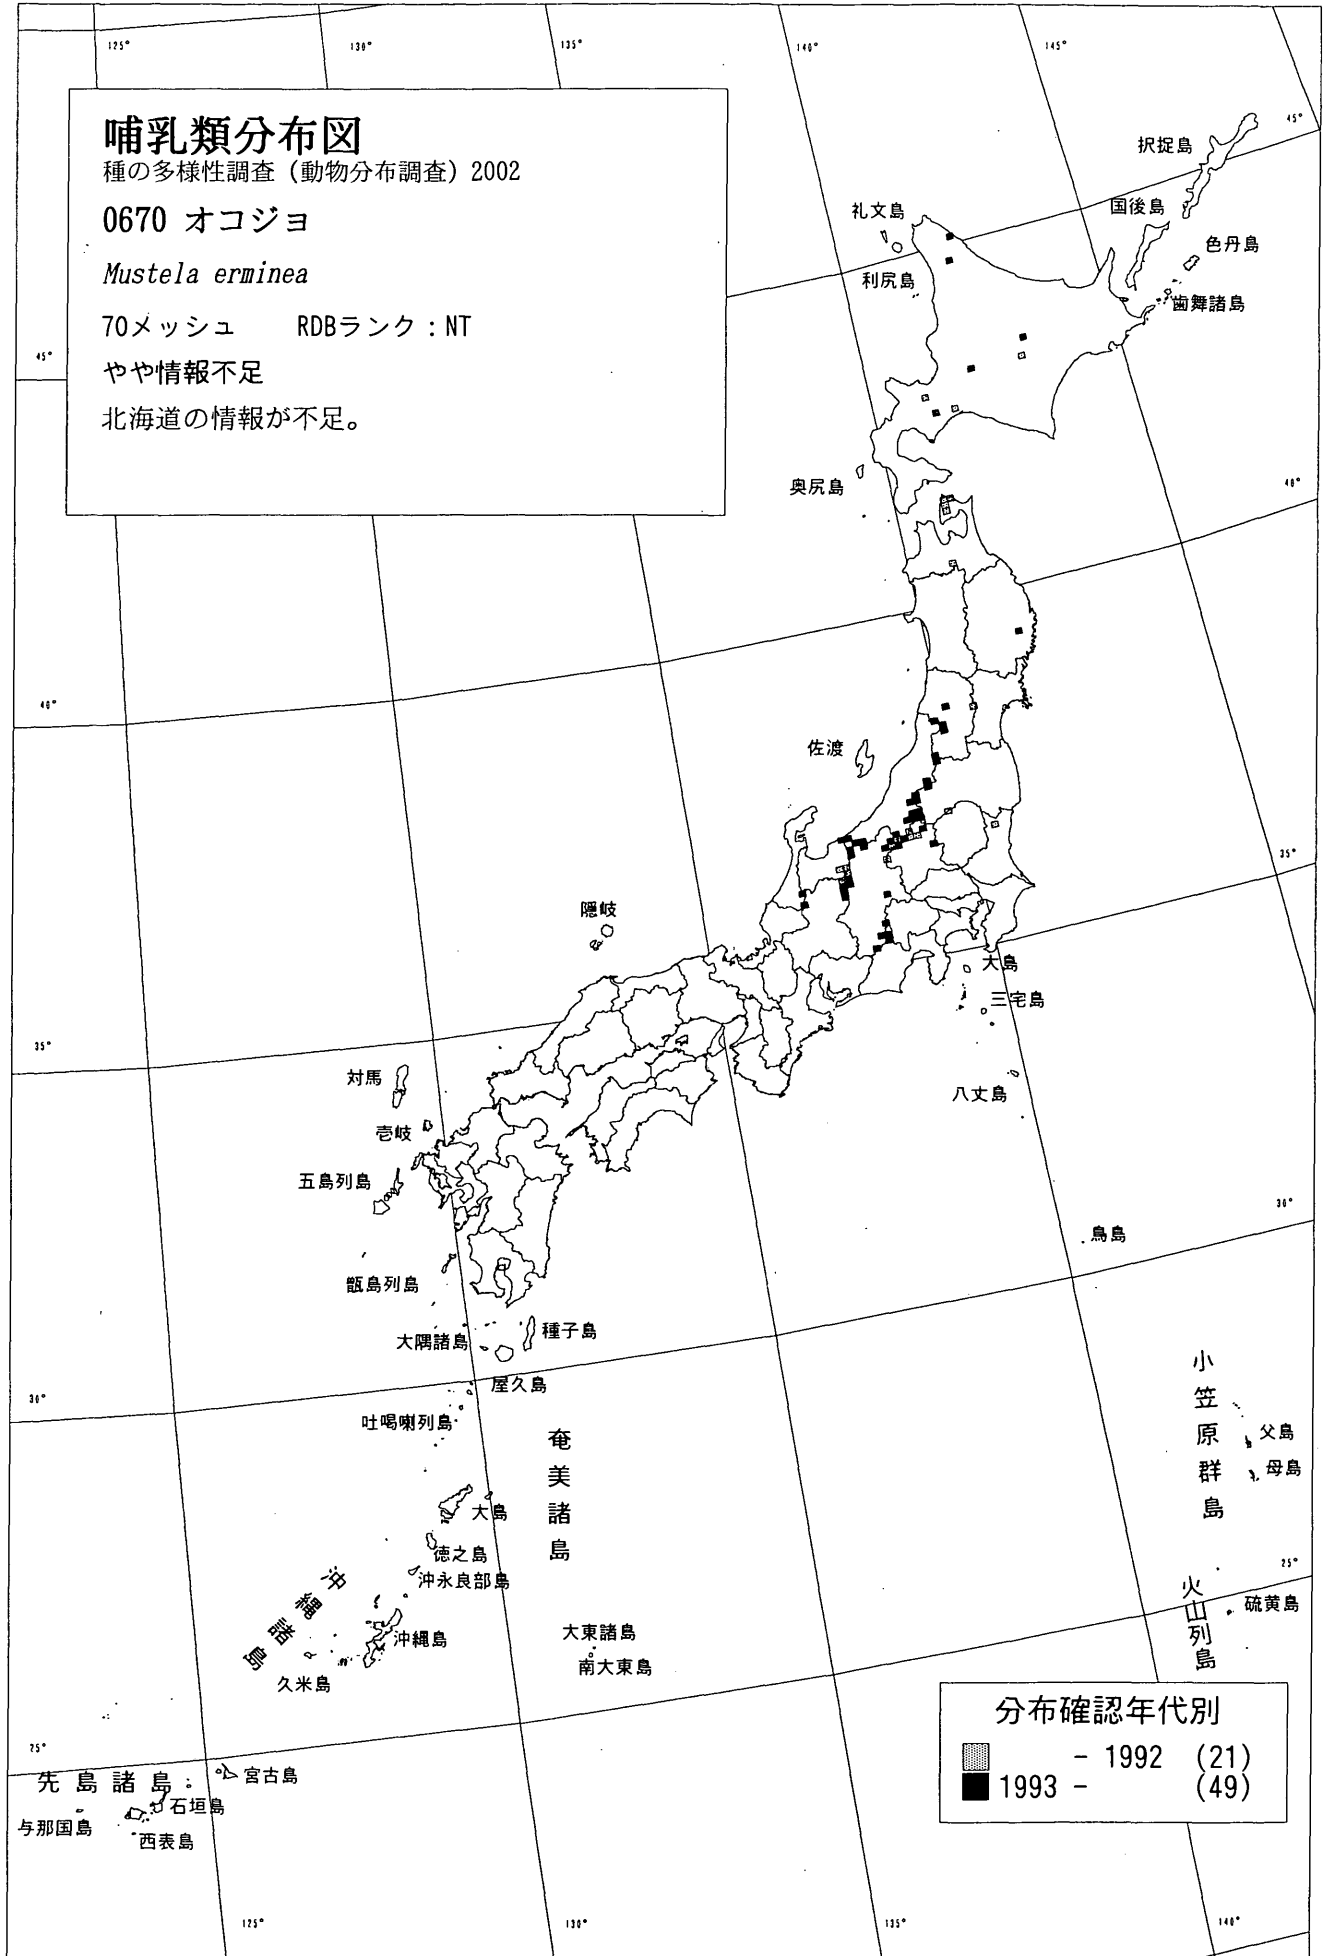 125°
130°
135°
140°
145°
哺乳類分布図
種の多様性調査（動物分布調査）2002
0670 オコジョ
Mustela erminea
70メッシュ RDBランク：NT
やや情報不足
北海道の情報が不足。
45°
択捉島
国後島
色丹島
歯舞諸島
礼文島
利尻島
45°
奥尻島
40°
40°
佐渡
35°
隠岐
大島
三宅島
35°
対馬
八丈島
壱岐
五島列島
30°
鳥島
甑島列島
大隅諸島
種子島
屋久島
30°
吐噶喇列島
奄美諸島
小笠原群島
父島
母島
大島
徳之島
沖永良部島
沖縄諸島
25°
火山列島
硫黄島
沖縄島
大東諸島
南大東島
久米島
25°
先島諸島
宮古島
石垣島
与那国島
西表島
分布確認年代別
- 1992 (21)
1993 - (49)
125°
130°
135°
140°